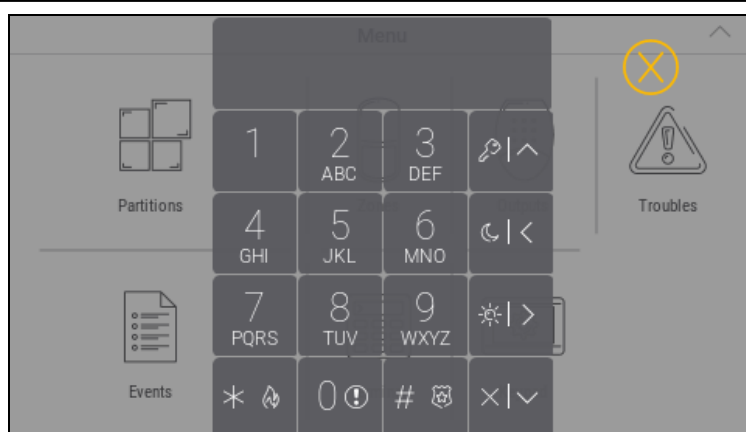 Menu
1 2 3
ABC DEF
Partitions Troubles
4 5 6
GHI JKL MNO
7 8 9
PQRS TUV WXYZ
Events
* 0 #